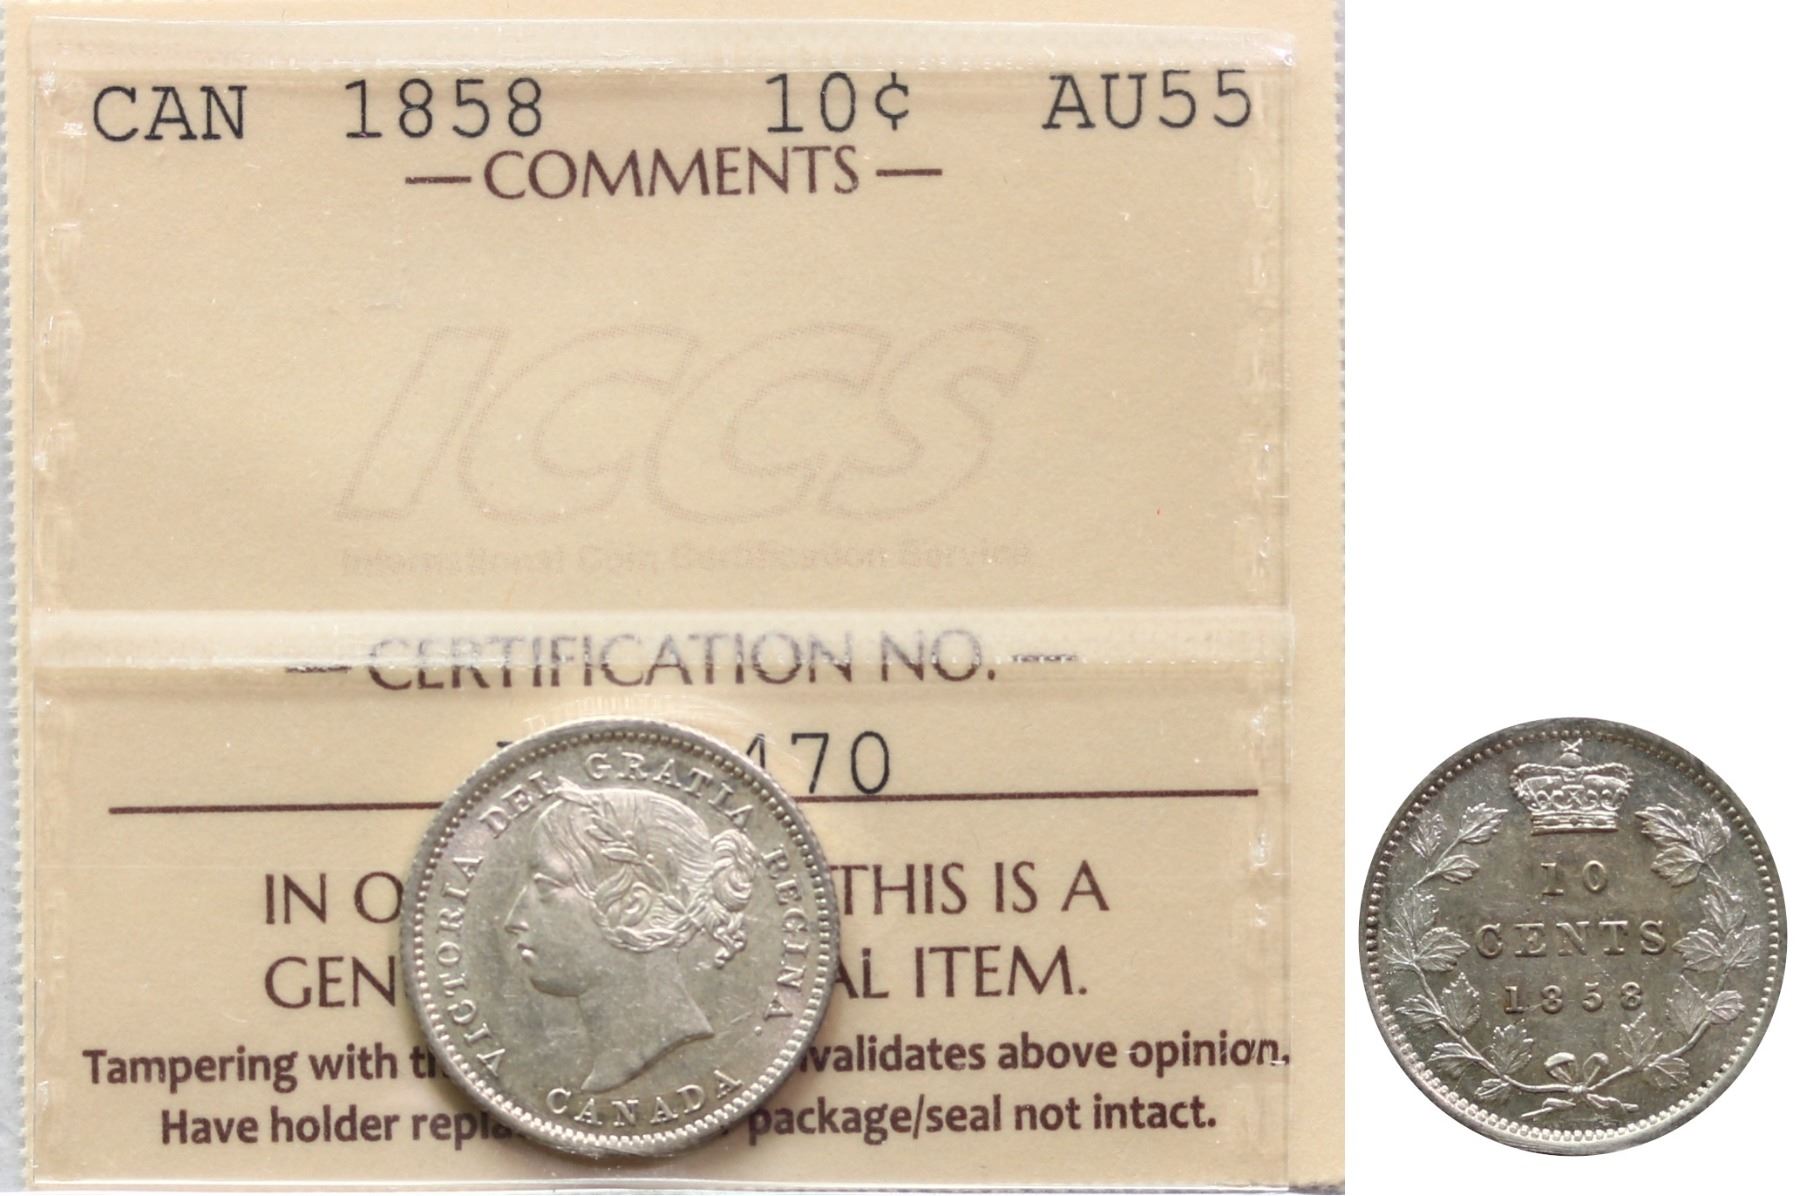 CAN 1858 10¢ AU55
— COMMENTS —
ICCS
International Coin Certification Service
— CERTIFICATION NO. —
470
IN O THIS IS A
GEN AL ITEM.
Tampering with th nvalidates above opinion.
Have holder repla package/seal not intact.
VICTORIA DEI GRATIA REGINA.
CANADA
10
CENTS
1858